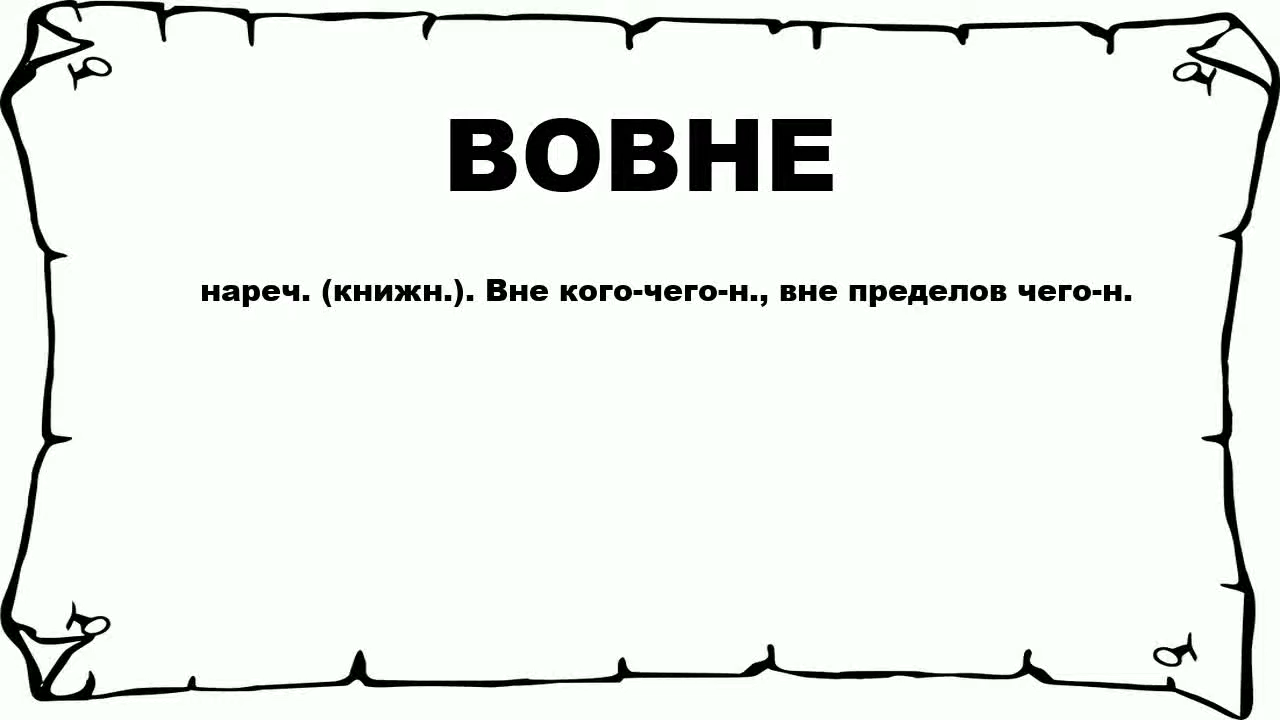 ВОВНЕ
нареч. (книжн.). Вне кого-чего-н., вне пределов чего-н.